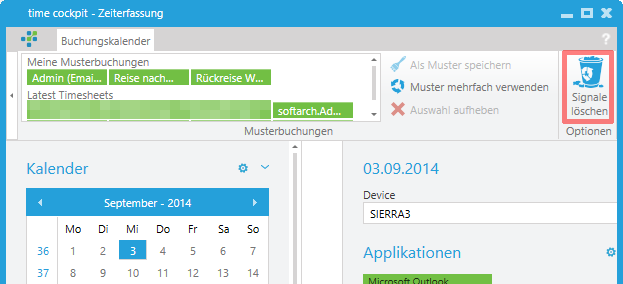 time cockpit - Zeiterfassung
Buchungskalender
?
Meine Musterbuchungen
Admin (Emai... Reise nach... Rückreise W...
Latest Timesheets
softarch.Ad...
Musterbuchungen
Als Muster speichern
Muster mehrfach verwenden
Auswahl aufheben
Signale
löschen
Optionen
Kalender
September - 2014
Mo Di Mi Do Fr Sa So
36 1 2 3 4 5 6 7
37 8 9 10 11 12 13 14
03.09.2014
Device
SIERRA3
Applikationen
Microsoft Outlook